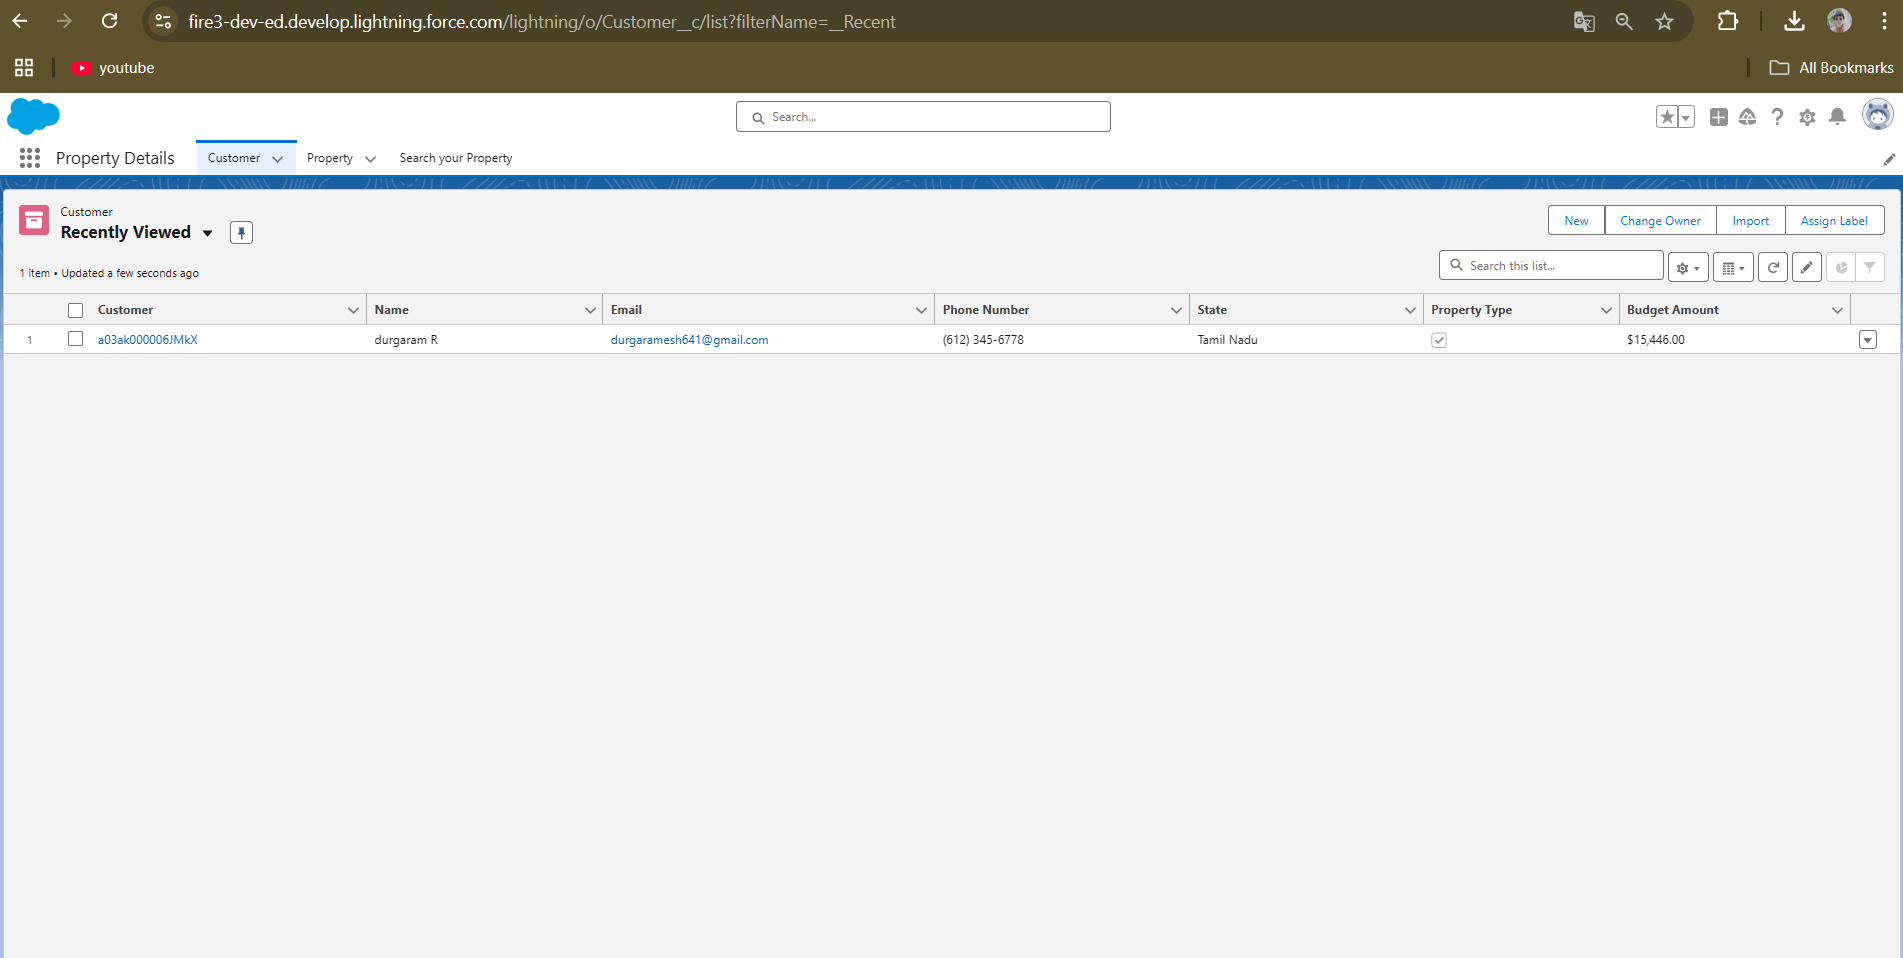 fire3-dev-ed.develop.lightning.force.com/lightning/o/Customer__c/list?filterName=__Recent
youtube
All Bookmarks
Search...
Property Details
Customer
Property
Search your Property
Customer
Recently Viewed
New
Change Owner
Import
Assign Label
1 item • Updated a few seconds ago
Search this list...
Customer
Name
Email
Phone Number
State
Property Type
Budget Amount
1
a03ak000006JMkX
durgaram R
durgaramesh641@gmail.com
(612) 345-6778
Tamil Nadu
$15,446.00